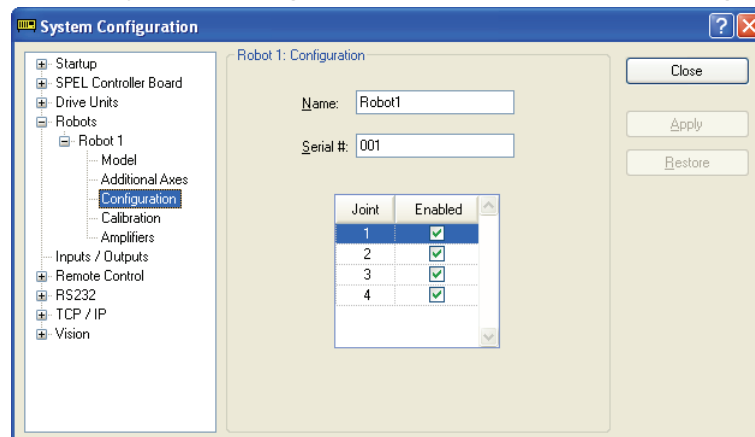 System Configuration
Startup
SPEL Controller Board
Drive Units
Robots
Robot 1
Model
Additional Axes
Configuration
Calibration
Amplifiers
Inputs / Outputs
Remote Control
RS232
TCP / IP
Vision
Robot 1: Configuration
Name: Robot1
Serial #: 001
Joint Enabled
1
2
3
4
Close
Apply
Restore